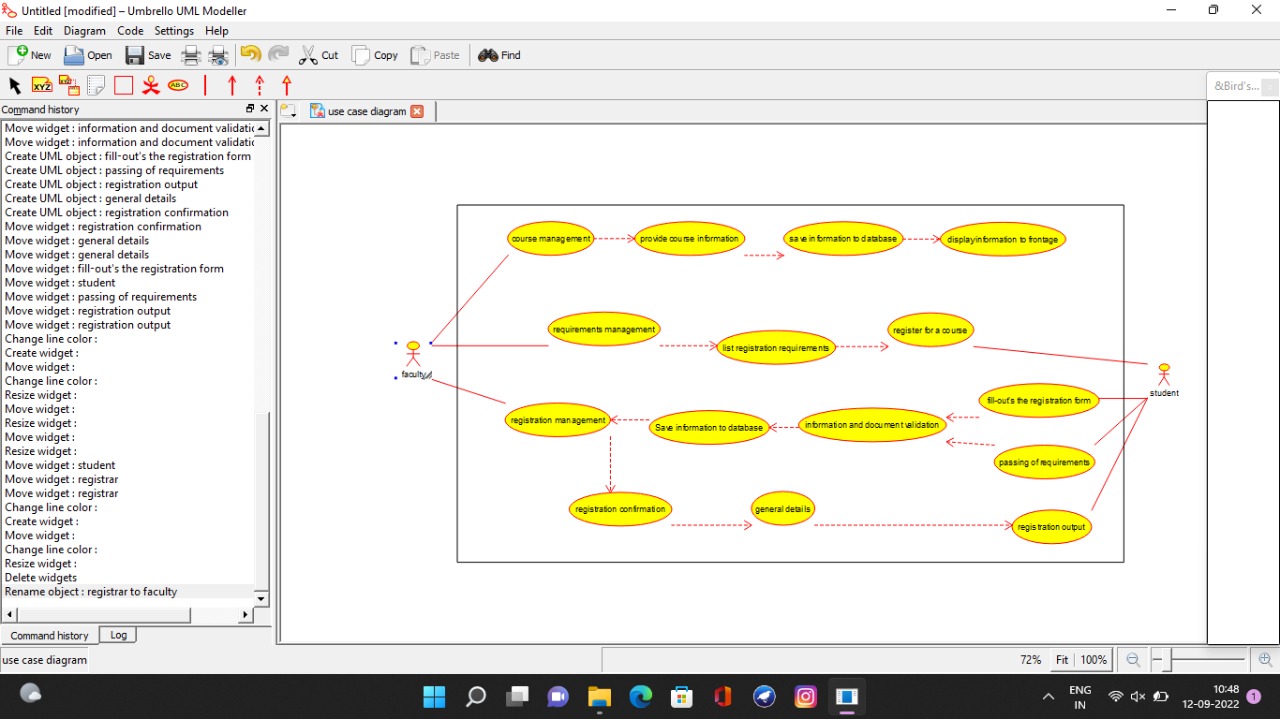 Untitled [modified] – Umbrello UML Modeller
File Edit Diagram Code Settings Help
New Open Save Cut Copy Paste Find
XYZ ABC
&Bird's...
Command history
use case diagram
Move widget : information and document validatic
Move widget : information and document validatic
Create UML object : fill-out's the registration form
Create UML object : passing of requirements
Create UML object : registration output
Create UML object : general details
Create UML object : registration confirmation
Move widget : registration confirmation
Move widget : general details
Move widget : general details
Move widget : fill-out's the registration form
Move widget : student
Move widget : passing of requirements
Move widget : registration output
Move widget : registration output
Change line color :
Create widget :
Move widget :
Change line color :
Resize widget :
Move widget :
Resize widget :
Move widget :
Resize widget :
Move widget : student
Move widget : registrar
Move widget : registrar
Change line color :
Create widget :
Move widget :
Change line color :
Resize widget :
Delete widgets
Rename object : registrar to faculty
Command history Log
course management
provide course information
save information to database
display information to frontage
requirements management
list registration requirements
register for a course
faculty
student
fill-out's the registration form
registration management
Save information to database
information and document validation
passing of requirements
registration confirmation
general details
registration output
use case diagram
72% Fit 100%
ENG
IN
10:48
12-09-2022
1